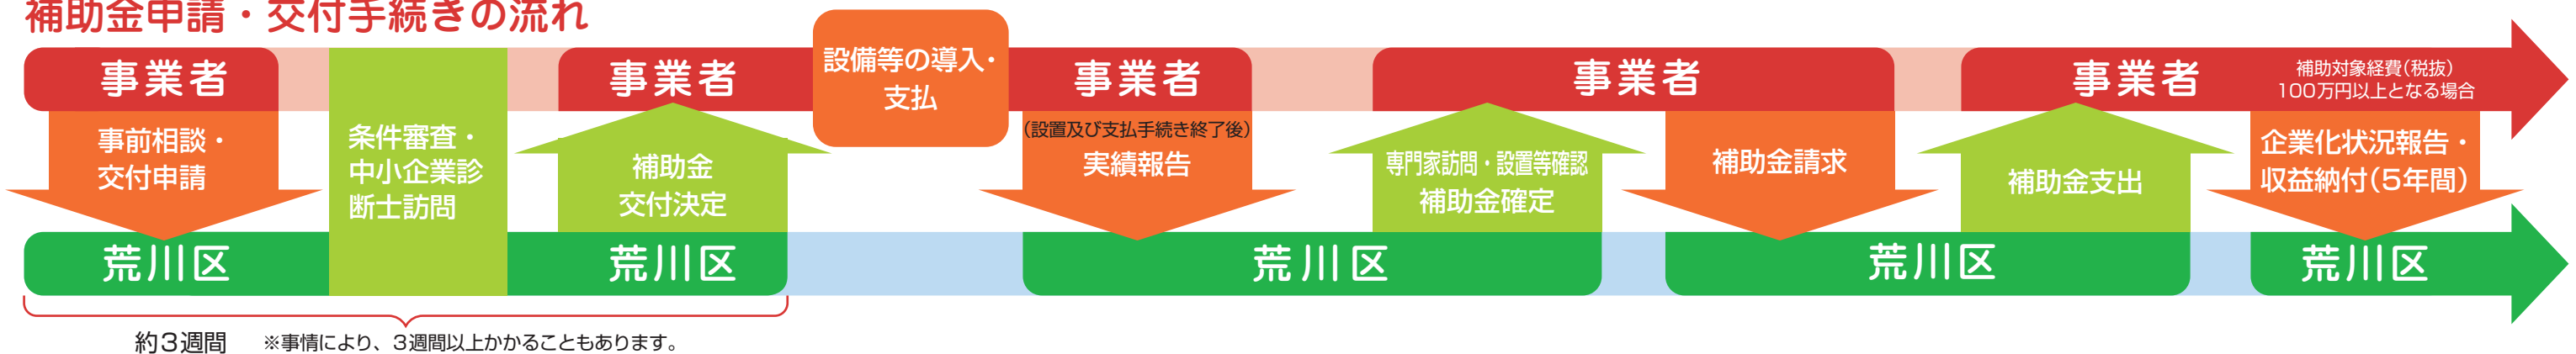 補助金申請・交付手続きの流れ
事業者
事前相談・
交付申請
荒川区
条件審査・
中小企業診
断士訪問
事業者
補助金
交付決定
荒川区
設備等の導入・
支払
事業者
(設置及び支払手続き終了後)
実績報告
荒川区
事業者
専門家訪問・設置等確認
補助金確定
補助金請求
荒川区
事業者
補助金支出
補助対象経費(税抜)
100万円以上となる場合
企業化状況報告・
収益納付(5年間)
荒川区
約3週間 ※事情により、3週間以上かかることもあります。